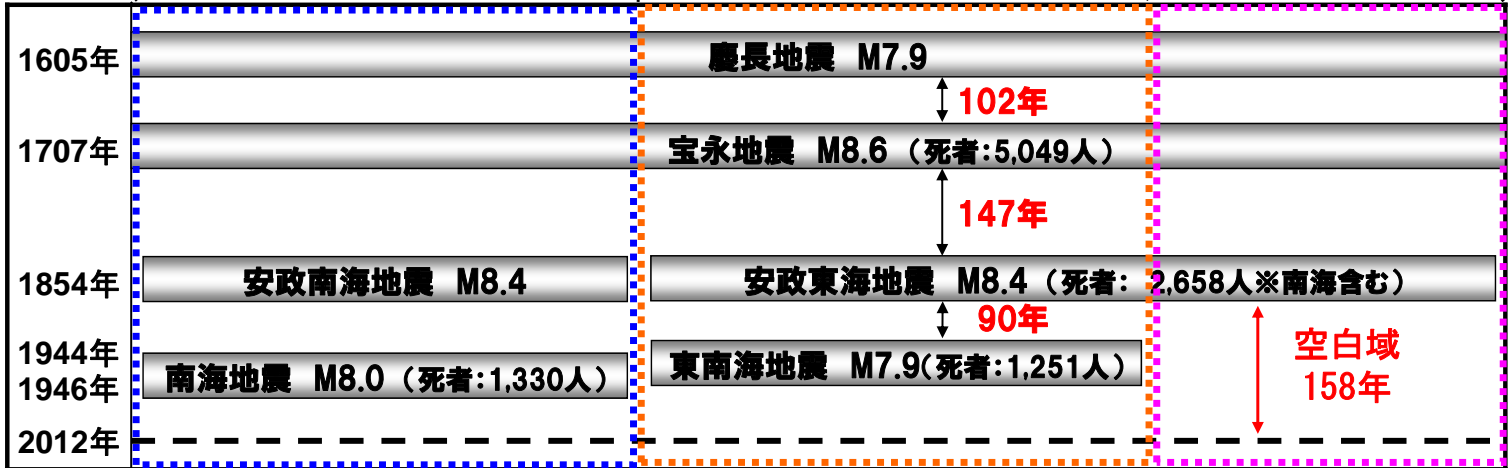 1605年
慶長地震 M7.9
102年
1707年
宝永地震 M8.6 (死者:5,049人)
147年
1854年
安政南海地震 M8.4
安政東海地震 M8.4 (死者: 2,658人※南海含む)
90年
空白域
158年
1944年
東南海地震 M7.9(死者:1,251人)
1946年
南海地震 M8.0 (死者:1,330人)
2012年